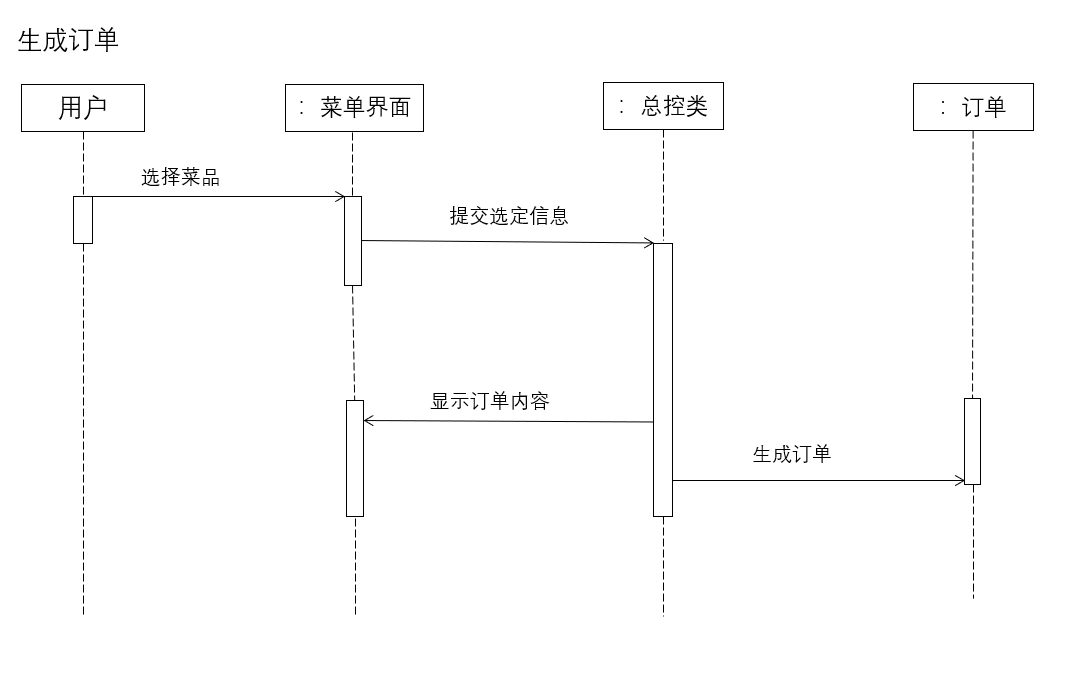 生成订单
用户
：菜单界面
：总控类
：订单
选择菜品
提交选定信息
显示订单内容
生成订单